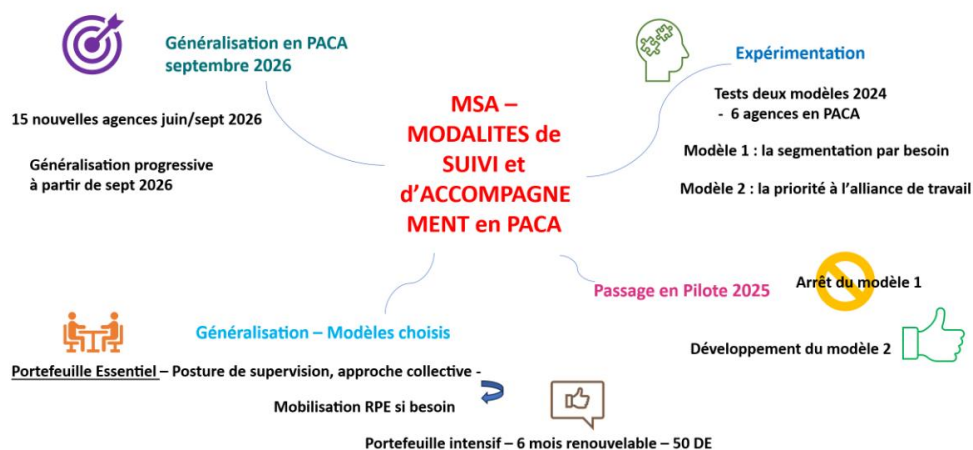 MSA –
MODALITES de
SUIVI et
d’ACCOMPAGNE
MENT en PACA
Généralisation en PACA
septembre 2026
15 nouvelles agences juin/sept 2026
Généralisation progressive
à partir de sept 2026
Expérimentation
Tests deux modèles 2024
- 6 agences en PACA
Modèle 1 : la segmentation par besoin
Modèle 2 : la priorité à l’alliance de travail
Passage en Pilote 2025
Arrêt du modèle 1
Développement du modèle 2
Généralisation – Modèles choisis
Portefeuille Essentiel – Posture de supervision, approche collective -
Mobilisation RPE si besoin
Portefeuille intensif – 6 mois renouvelable – 50 DE